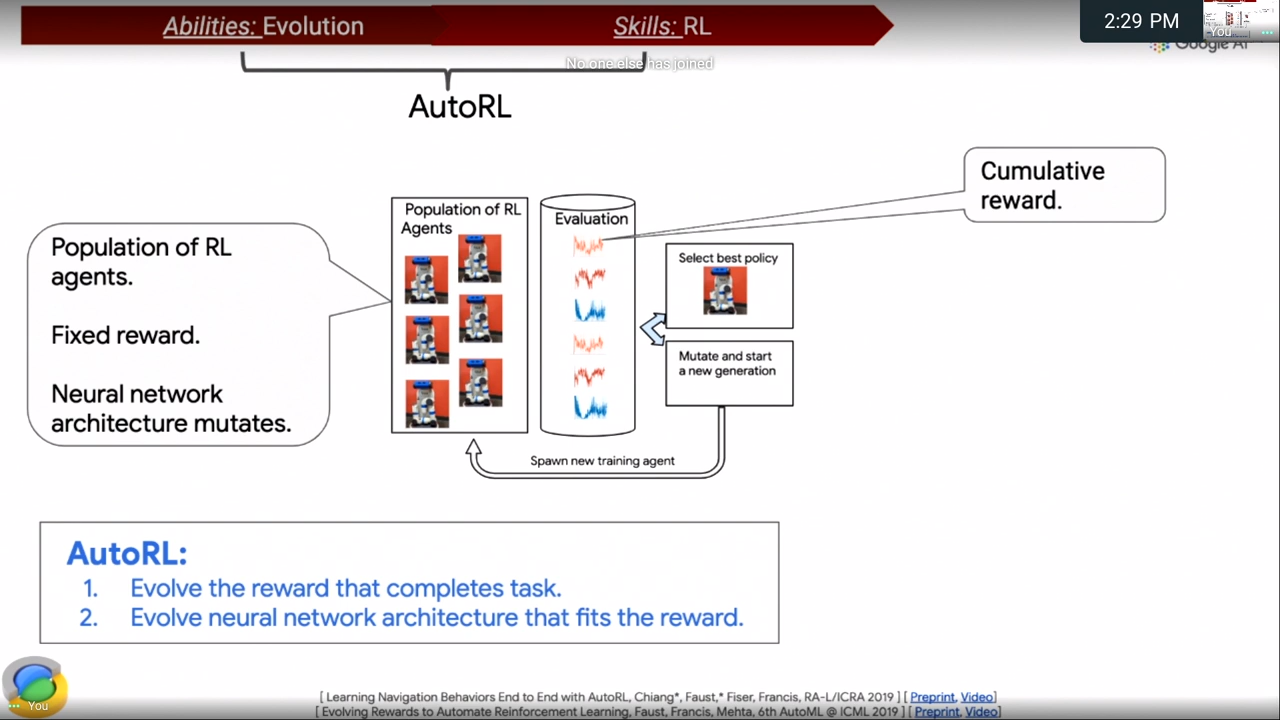 Abilities: Evolution
Skills: RL
2:29 PM
You
Google AI
No one else has joined
AutoRL
Cumulative
reward.
Population of RL
agents.
Fixed reward.
Neural network
architecture mutates.
Population of RL
Agents
Evaluation
Select best policy
Mutate and start
a new generation
Spawn new training agent
AutoRL:
1. Evolve the reward that completes task.
2. Evolve neural network architecture that fits the reward.
[ Learning Navigation Behaviors End to End with AutoRL, Chiang*, Faust,* Fiser, Francis, RA-L/ICRA 2019 ] [ Preprint, Video]
[ Evolving Rewards to Automate Reinforcement Learning, Faust, Francis, Mehta, 6th AutoML @ ICML 2019 ] [ Preprint, Video]
You